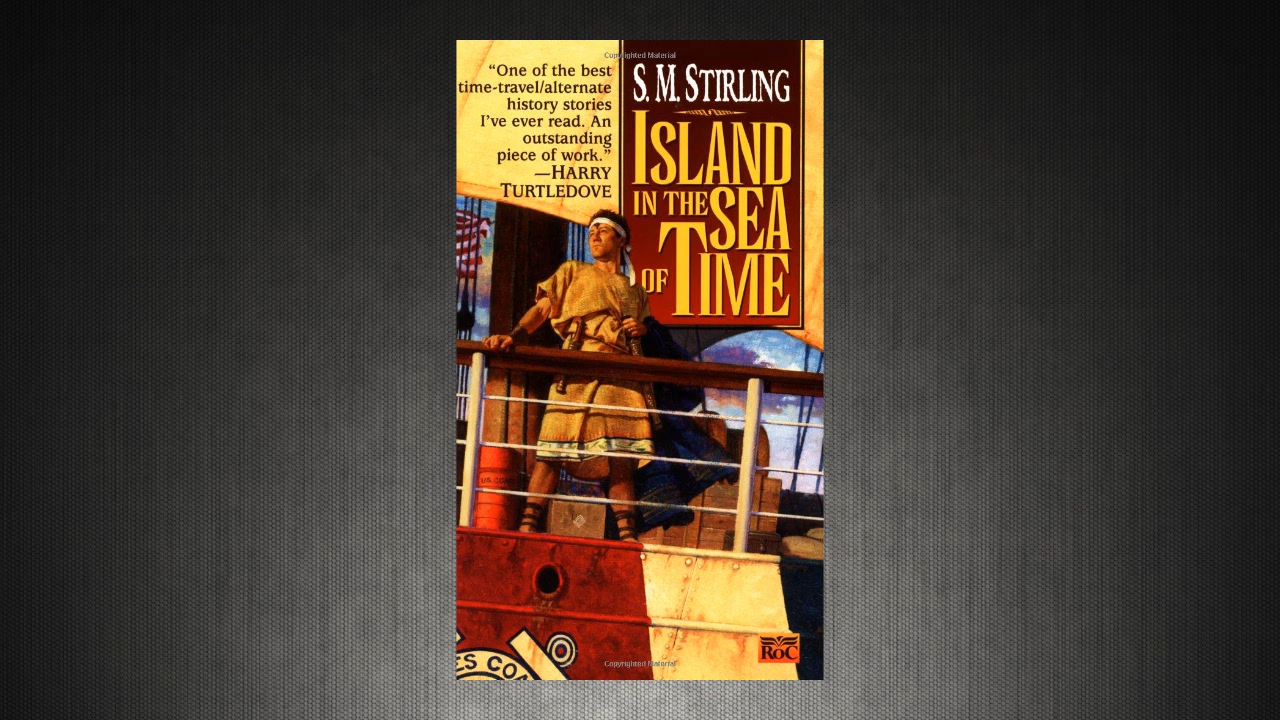 Copyrighted Material
“One of the best
time-travel/alternate
history stories
I’ve ever read. An
outstanding
piece of work.”
—HARRY
TURTLEDOVE
S. M. STIRLING
ISLAND
IN THE SEA
OF TIME
US COA
ES CO
ROC
Copyrighted Material